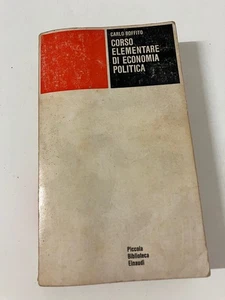 CARLO BOFFITO
CORSO
ELEMENTARE
DI ECONOMIA
POLITICA
Piccola
Biblioteca
Einaudi